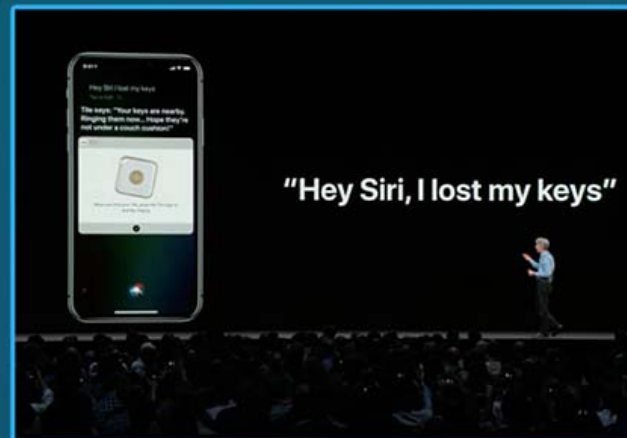 Hey Siri I lost my keys
Tile keys: "Your keys are nearby.
Ringing them now... Hope they're
not under a couch cushion!"
"Hey Siri, I lost my keys"